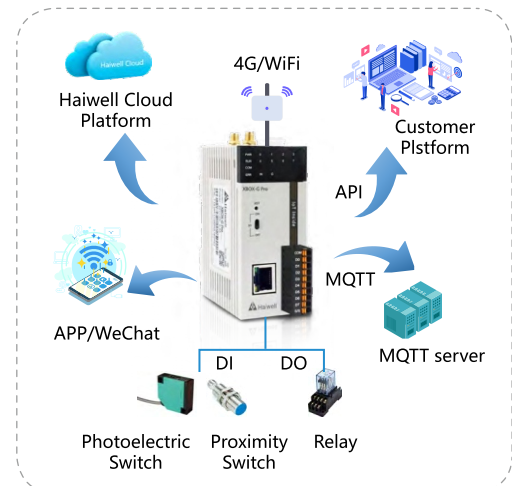 Haiwell Cloud
4G/WiFi
Haiwell Cloud
Platform
Customer
Plstform
API
MQTT
APP/WeChat
Haiwell
MQTT server
DI
DO
Photoelectric
Switch
Proximity
Switch
Relay